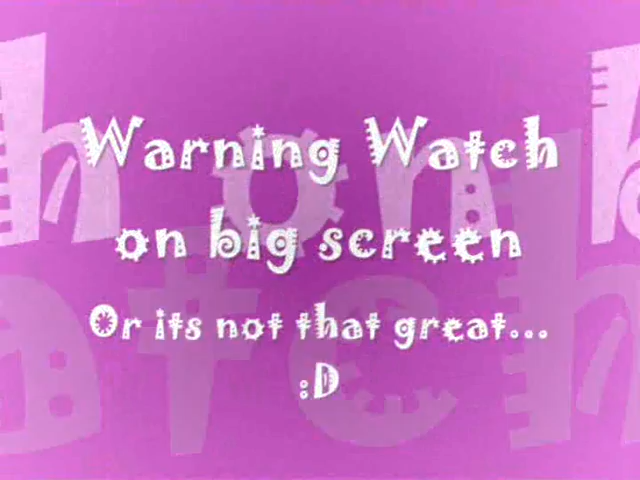 Warning Watch
on big screen
Or its not that great...
:D